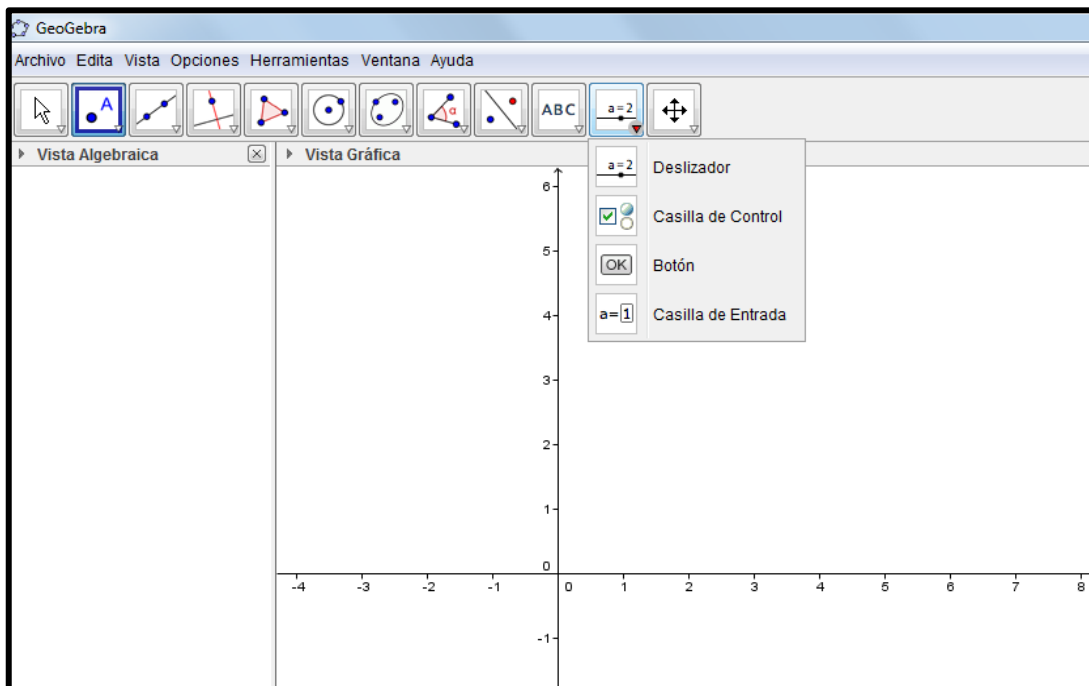 GeoGebra
Archivo Edita Vista Opciones Herramientas Ventana Ayuda
A α ABC a=2
Vista Algebraica Vista Gráfica
a=2 Deslizador
Casilla de Control
OK Botón
a=1 Casilla de Entrada
6
5
4
3
2
1
0
-4 -3 -2 -1 0 1 2 3 4 5 6 7 8
-1